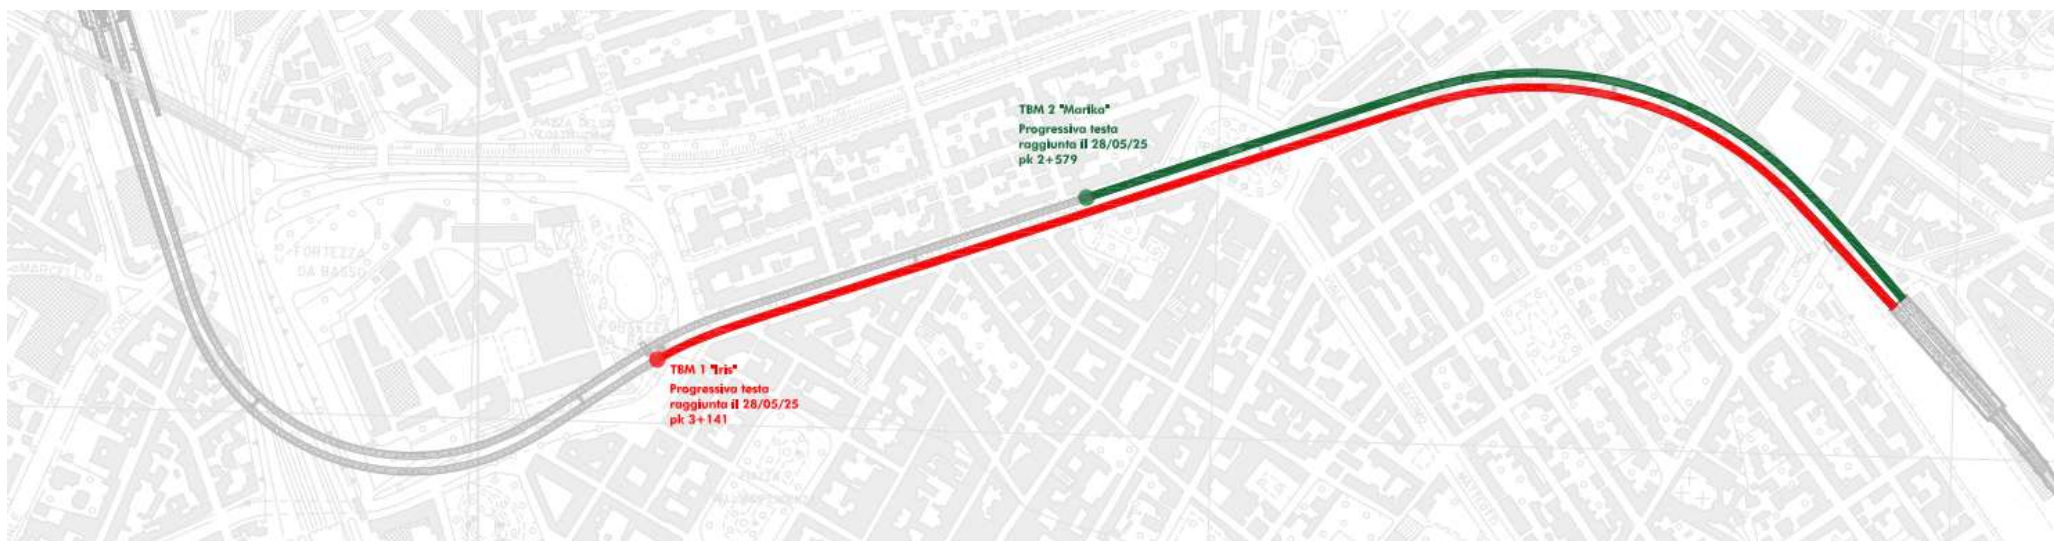 TBM 2 "Marika"
Progressiva testa
raggiunta il 28/05/25
pk 2+579
FORTEZZA
DA BASSO
TBM 1 "Iris"
Progressiva testa
raggiunta il 28/05/25
pk 3+141